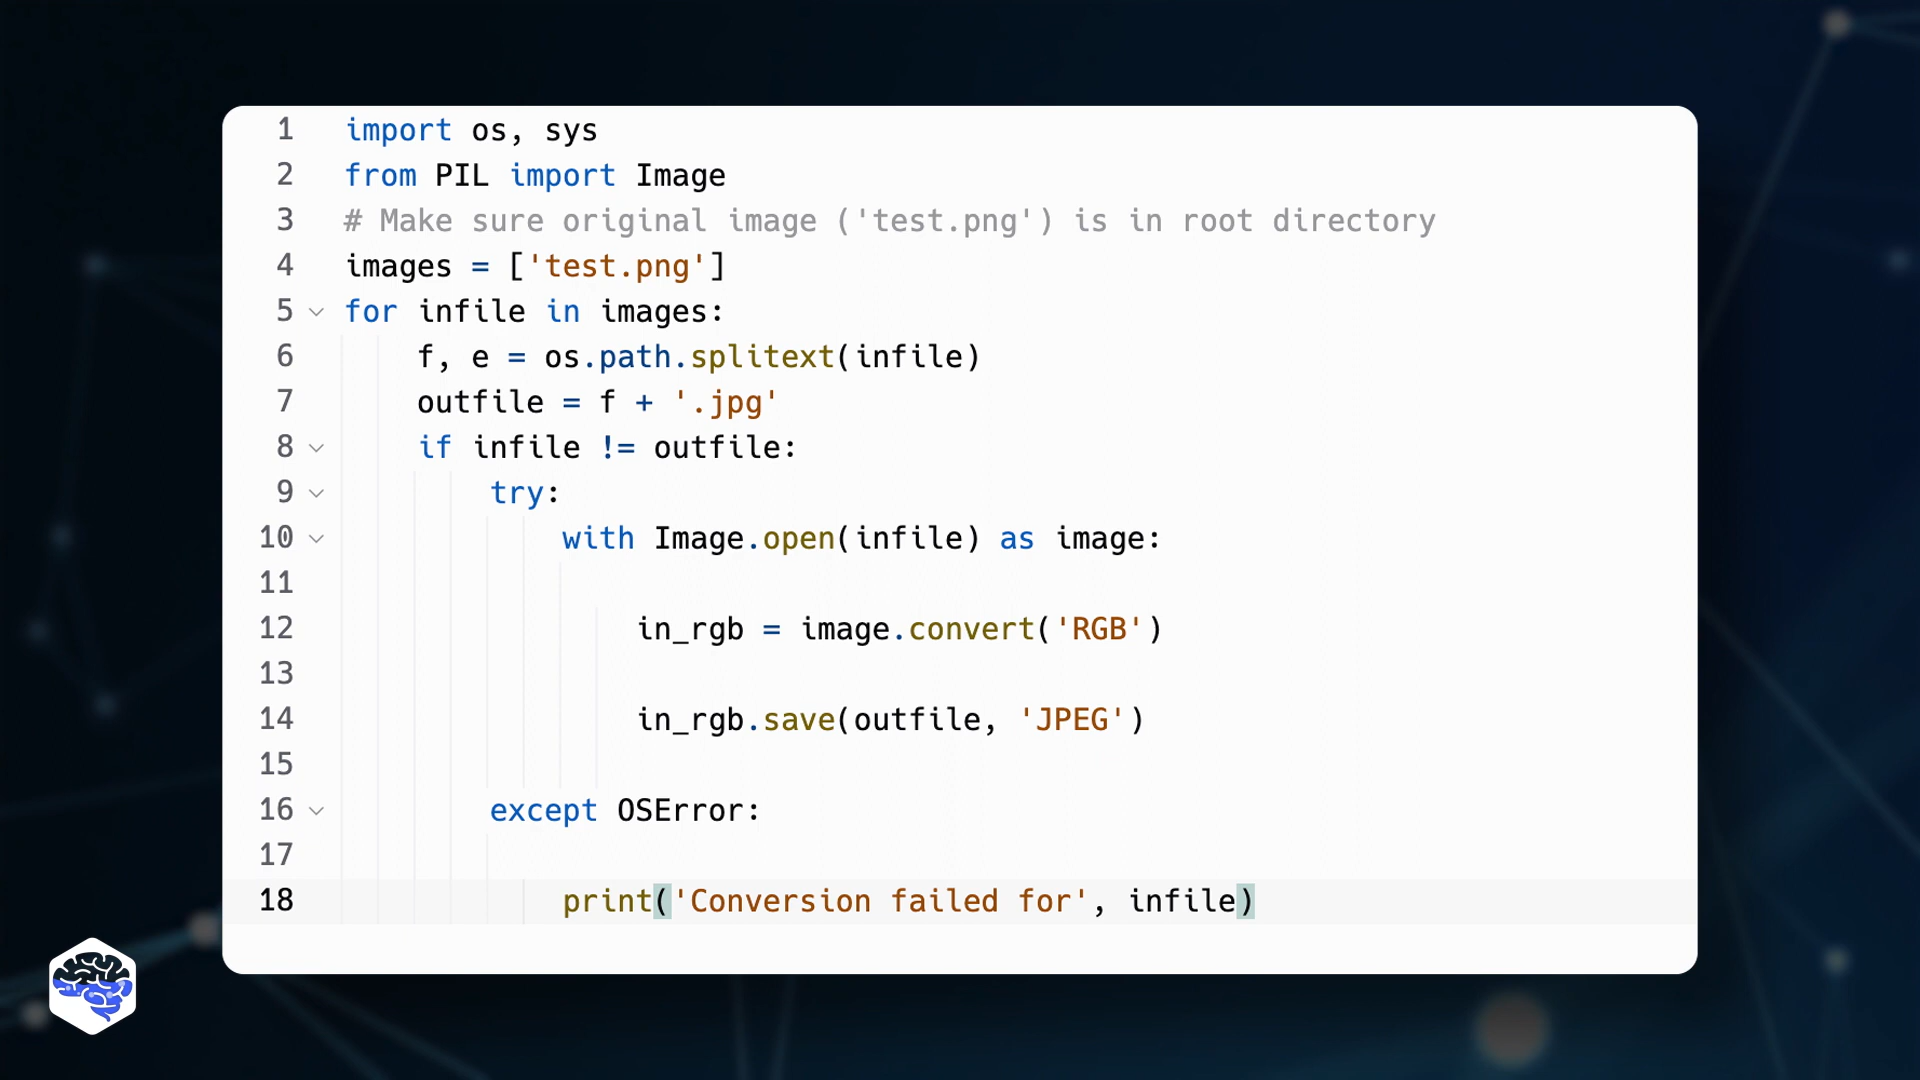 1 import os, sys
2 from PIL import Image
3 # Make sure original image ('test.png') is in root directory
4 images = ['test.png']
5 for infile in images:
6     f, e = os.path.splitext(infile)
7     outfile = f + '.jpg'
8     if infile != outfile:
9         try:
10             with Image.open(infile) as image:
11
12                 in_rgb = image.convert('RGB')
13
14                 in_rgb.save(outfile, 'JPEG')
15
16         except OSError:
17
18             print('Conversion failed for', infile)